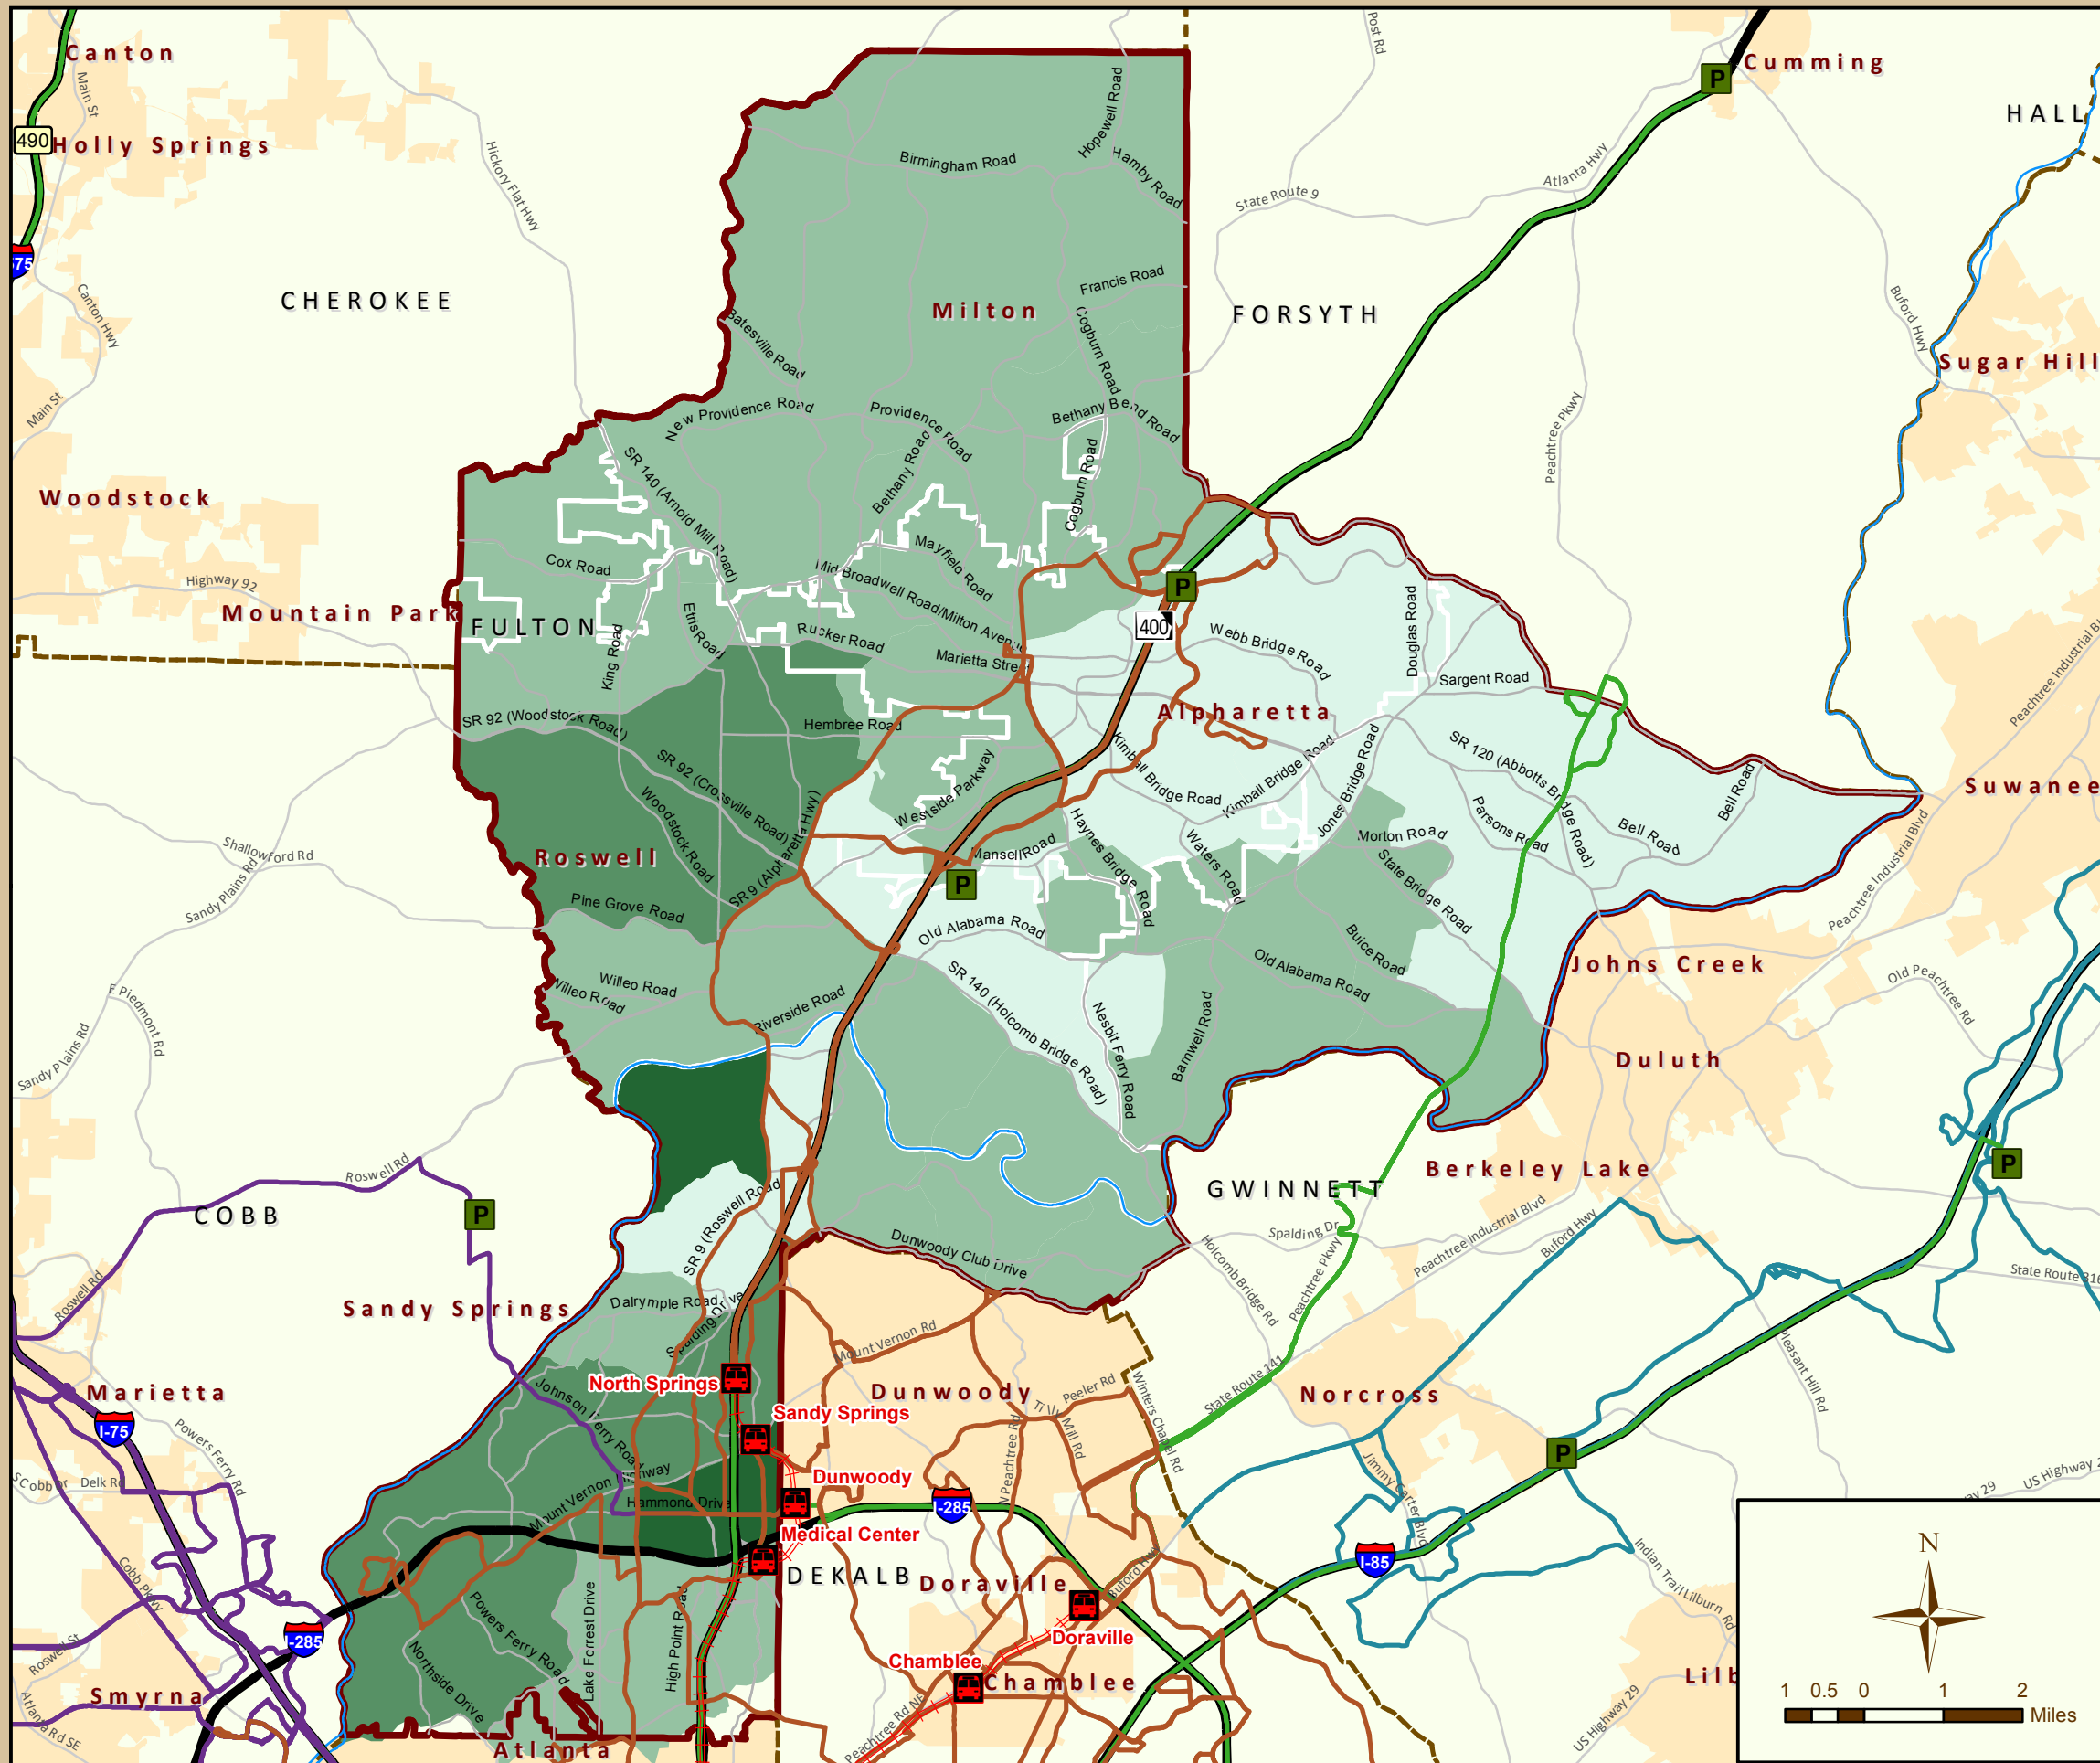 Canton
Cumming
HALL
Main St
Post Rd
Hopewell Road
490
Holly Springs
Hickory Flat Hwy
Birmingham Road
Hamby Road
Atlanta Hwy
State Route 9
P
CHEROKEE
Canton Hwy
Francis Road
Milton
FORSYTH
Buford Hwy
Batesville Road
Cogburn Road
Sugar Hill
Main St
New Providence Road
Providence Road
Bethany Bend Road
Peachtree Pkwy
Woodstock
SR 140 (Arnold Mill Road)
Bethany Road
Cogburn Road
Cox Road
Mayfield Road
Highway 92
Mid Broadwell Road/Milton Avenue
P
Mountain Park
FULTON
400
Etris Road
King Road
Rucker Road
Marietta Street
Webb Bridge Road
Douglas Road
Sargent Road
SR 92 (Woodstock Road)
Hembree Road
Alpharetta
SR 92 (Crossville Road)
Kimball Bridge Road
Kimball Bridge Road
Jones Bridge Road
SR 120 (Abbotts Bridge Road)
Bell Road
Suwanee
Woodstock Road
Westside Parkway
SR 9 (Alpharetta Hwy)
Parsons Road
Bell Road
Shallowford Rd
Roswell
Mansell Road
Haynes Bridge Road
Waters Road
Morton Road
State Bridge Road
Peachtree Industrial Blvd
P
Sandy Plains Rd
Pine Grove Road
Old Alabama Road
Buice Road
Johns Creek
Old Peachtree Rd
E Piedmont Rd
Willeo Road
Willeo Road
Riverside Road
SR 140 (Holcomb Bridge Road)
Nesbit Ferry Road
Barnwell Road
Old Alabama Road
Sandy Plains Rd
Duluth
Roswell Rd
Berkeley Lake
P
COBB
P
GWINNETT
SR 9 (Roswell Road)
Dunwoody Club Drive
Holcomb Bridge Rd
Spalding Dr
Peachtree Pkwy
Peachtree Industrial Blvd
Buford Hwy
Roswell Rd
Sandy Springs
Dalrymple Road
Spalding Drive
Mount Vernon Rd
Pleasant Hill Rd
North Springs
Marietta
Johnson Ferry Road
Sandy Springs
Dunwoody
Tilly Mill Rd
Peeler Rd
Winters Chapel Rd
State Route 141
Norcross
I-75
Powers Ferry Rd
Delk Rd
Mount Vernon Highway
Hammond Drive
Dunwoody
N Peachtree Rd
I-285
Jimmy Carter Blvd
P
Medical Center
Cobb Pkwy
DEKALB
Doraville
Buford Hwy
I-85
Indian Trail Lilburn Rd
N
I-285
Powers Ferry Road
Lake Forrest Drive
High Point Road
Doraville
Roswell St
Northside Drive
Chamblee
Chamblee
Smyrna
Atlanta Rd SE
Atlanta
Peachtree Rd NE
US Highway 29
1 0.5 0 1 2
Miles